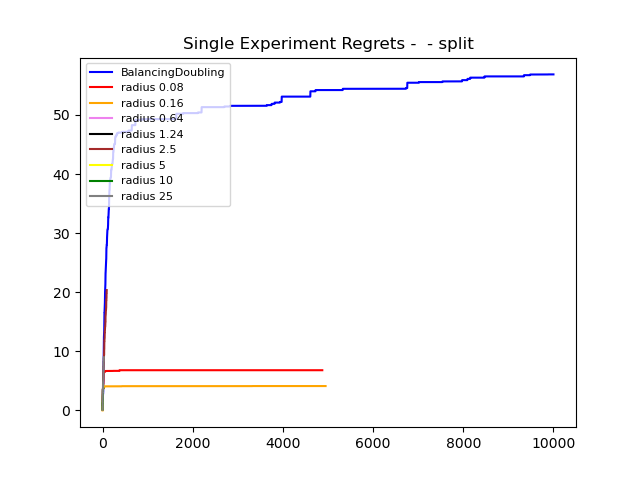 Single Experiment Regrets -  - split
BalancingDoubling
radius 0.08
radius 0.16
radius 0.64
radius 1.24
radius 2.5
radius 5
radius 10
radius 25
50
40
30
20
10
0
0 2000 4000 6000 8000 10000